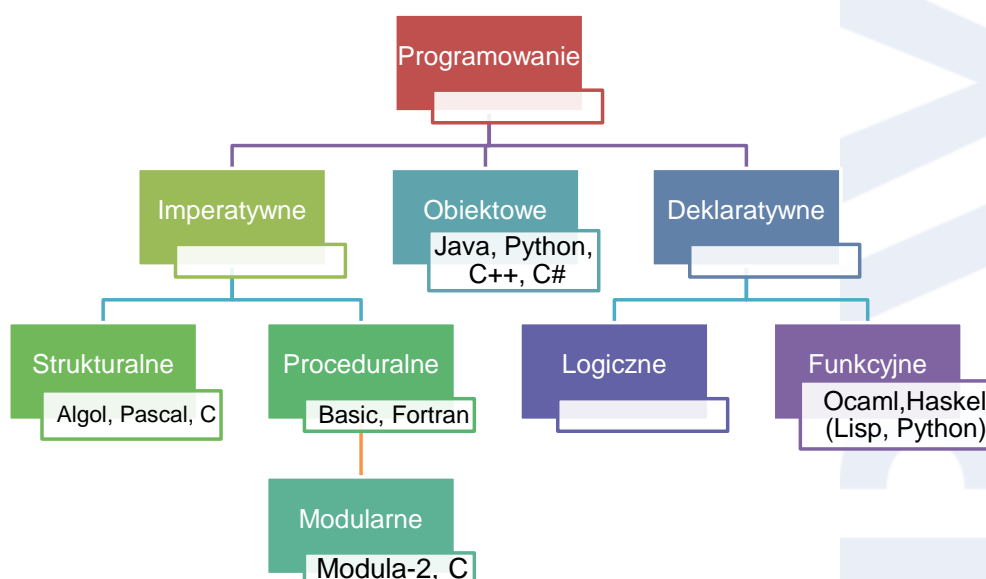 Programowanie
Imperatywne
Obiektowe
Java, Python,
C++, C#
Deklaratywne
Strukturalne
Algol, Pascal, C
Proceduralne
Basic, Fortran
Logiczne
Funkcyjne
Ocaml,Haskel
(Lisp, Python)
Modularne
Modula-2, C